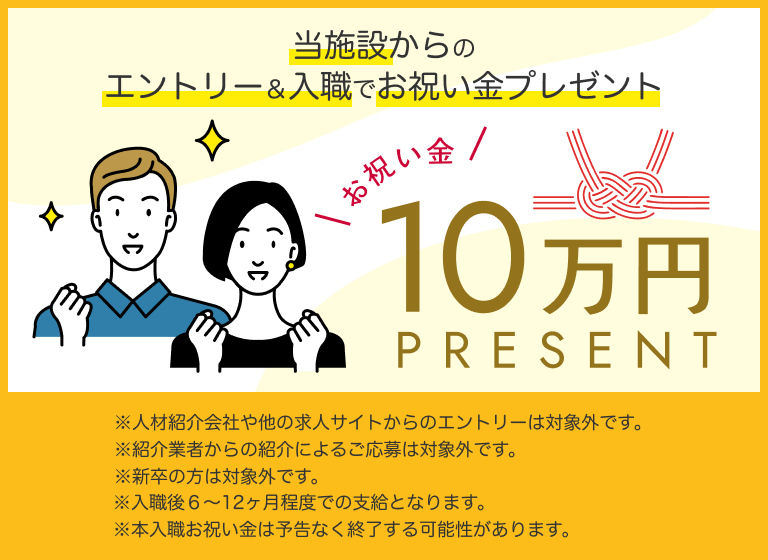 当施設からの
エントリー＆入職でお祝い金プレゼント
お祝い金
10万円
PRESENT
※人材紹介会社や他の求人サイトからのエントリーは対象外です。
※紹介業者からの紹介によるご応募は対象外です。
※新卒の方は対象外です。
※入職後６〜12ヶ月程度での支給となります。
※本入職お祝い金は予告なく終了する可能性があります。